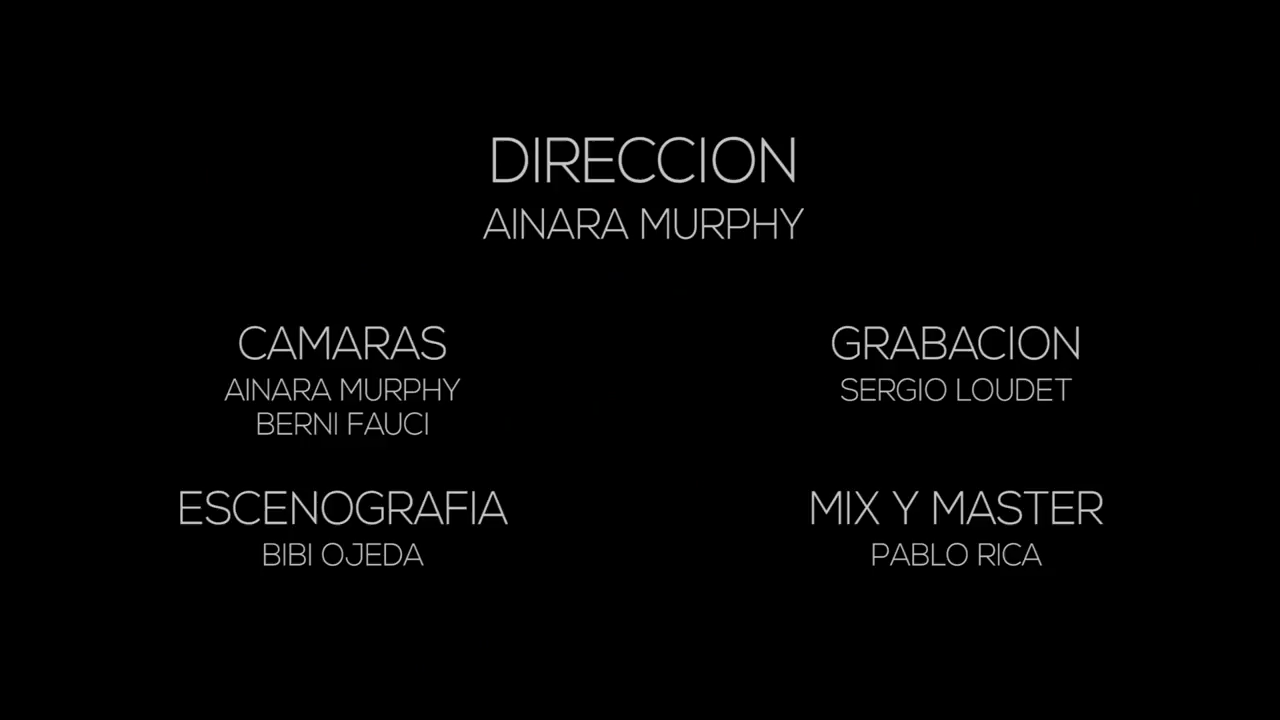 DIRECCION
AINARA MURPHY
CAMARAS
AINARA MURPHY
BERNI FAUCI
GRABACION
SERGIO LOUDET
ESCENOGRAFIA
BIBI OJEDA
MIX Y MASTER
PABLO RICA